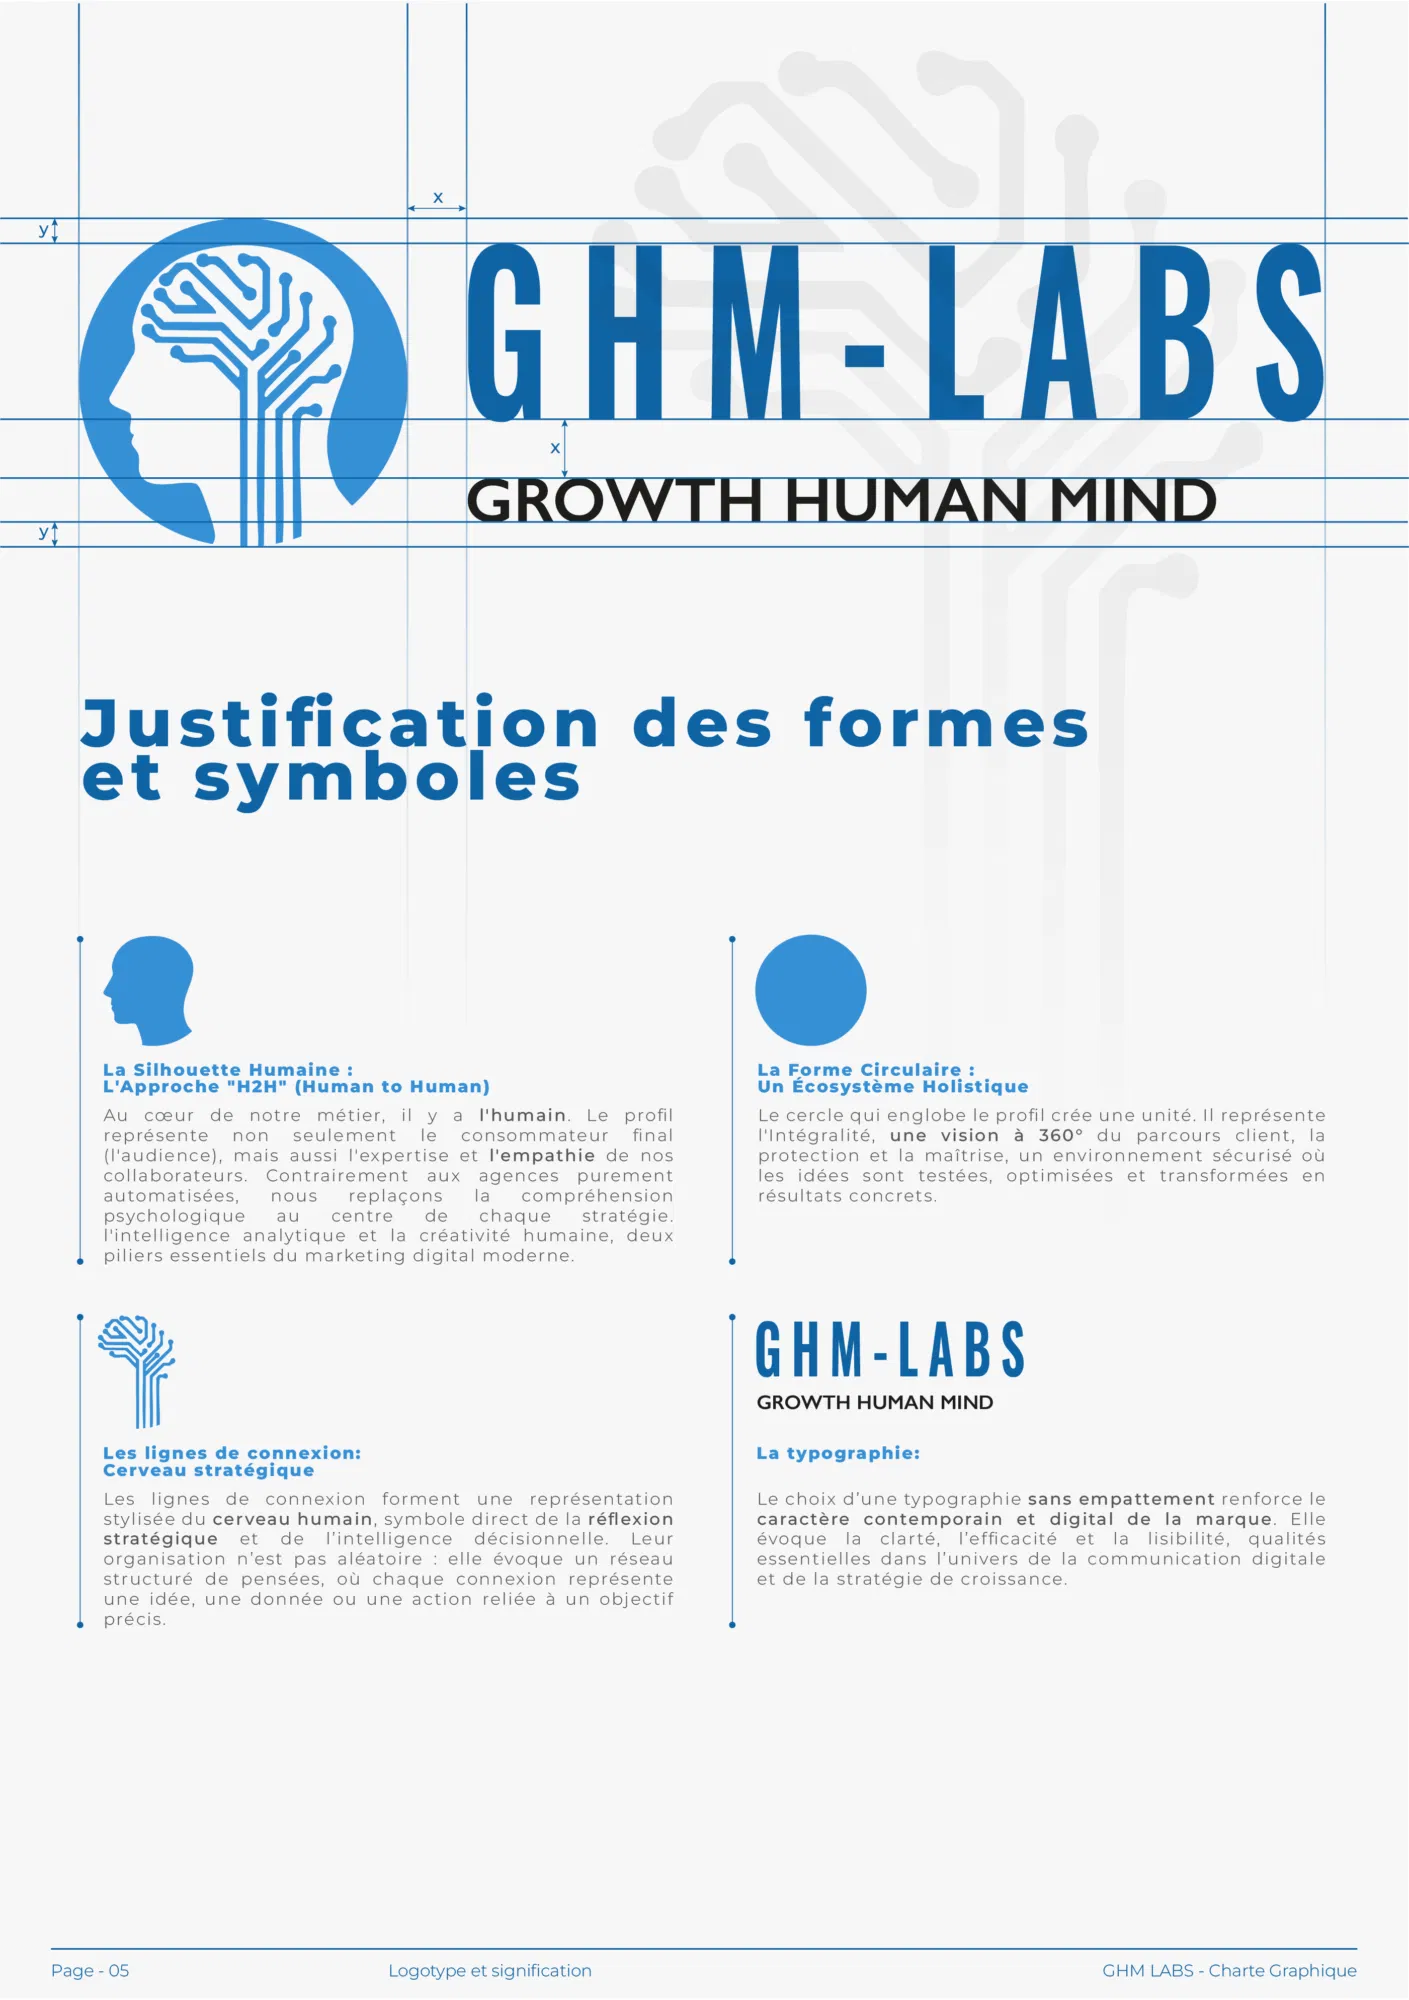 x
y
GHM-LABS
x
GROWTH HUMAN MIND
y
Justification des formes
et symboles
La Silhouette Humaine :
L'Approche "H2H" (Human to Human)
Au cœur de notre métier, il y a l'humain. Le profil
représente non seulement le consommateur final
(l'audience), mais aussi l'expertise et l'empathie de nos
collaborateurs. Contrairement aux agences purement
automatisées, nous replaçons la compréhension
psychologique au centre de chaque stratégie.
l'intelligence analytique et la créativité humaine, deux
piliers essentiels du marketing digital moderne.
La Forme Circulaire :
Un Écosystème Holistique
Le cercle qui englobe le profil crée une unité. Il représente
l'Intégralité, une vision à 360° du parcours client, la
protection et la maîtrise, un environnement sécurisé où
les idées sont testées, optimisées et transformées en
résultats concrets.
Les lignes de connexion:
Cerveau stratégique
Les lignes de connexion forment une représentation
stylisée du cerveau humain, symbole direct de la réflexion
stratégique et de l’intelligence décisionnelle. Leur
organisation n’est pas aléatoire : elle évoque un réseau
structuré de pensées, où chaque connexion représente
une idée, une donnée ou une action reliée à un objectif
précis.
GHM-LABS
GROWTH HUMAN MIND
La typographie:
Le choix d’une typographie sans empattement renforce le
caractère contemporain et digital de la marque. Elle
évoque la clarté, l’efficacité et la lisibilité, qualités
essentielles dans l’univers de la communication digitale
et de la stratégie de croissance.
Page - 05
Logotype et signification
GHM LABS - Charte Graphique